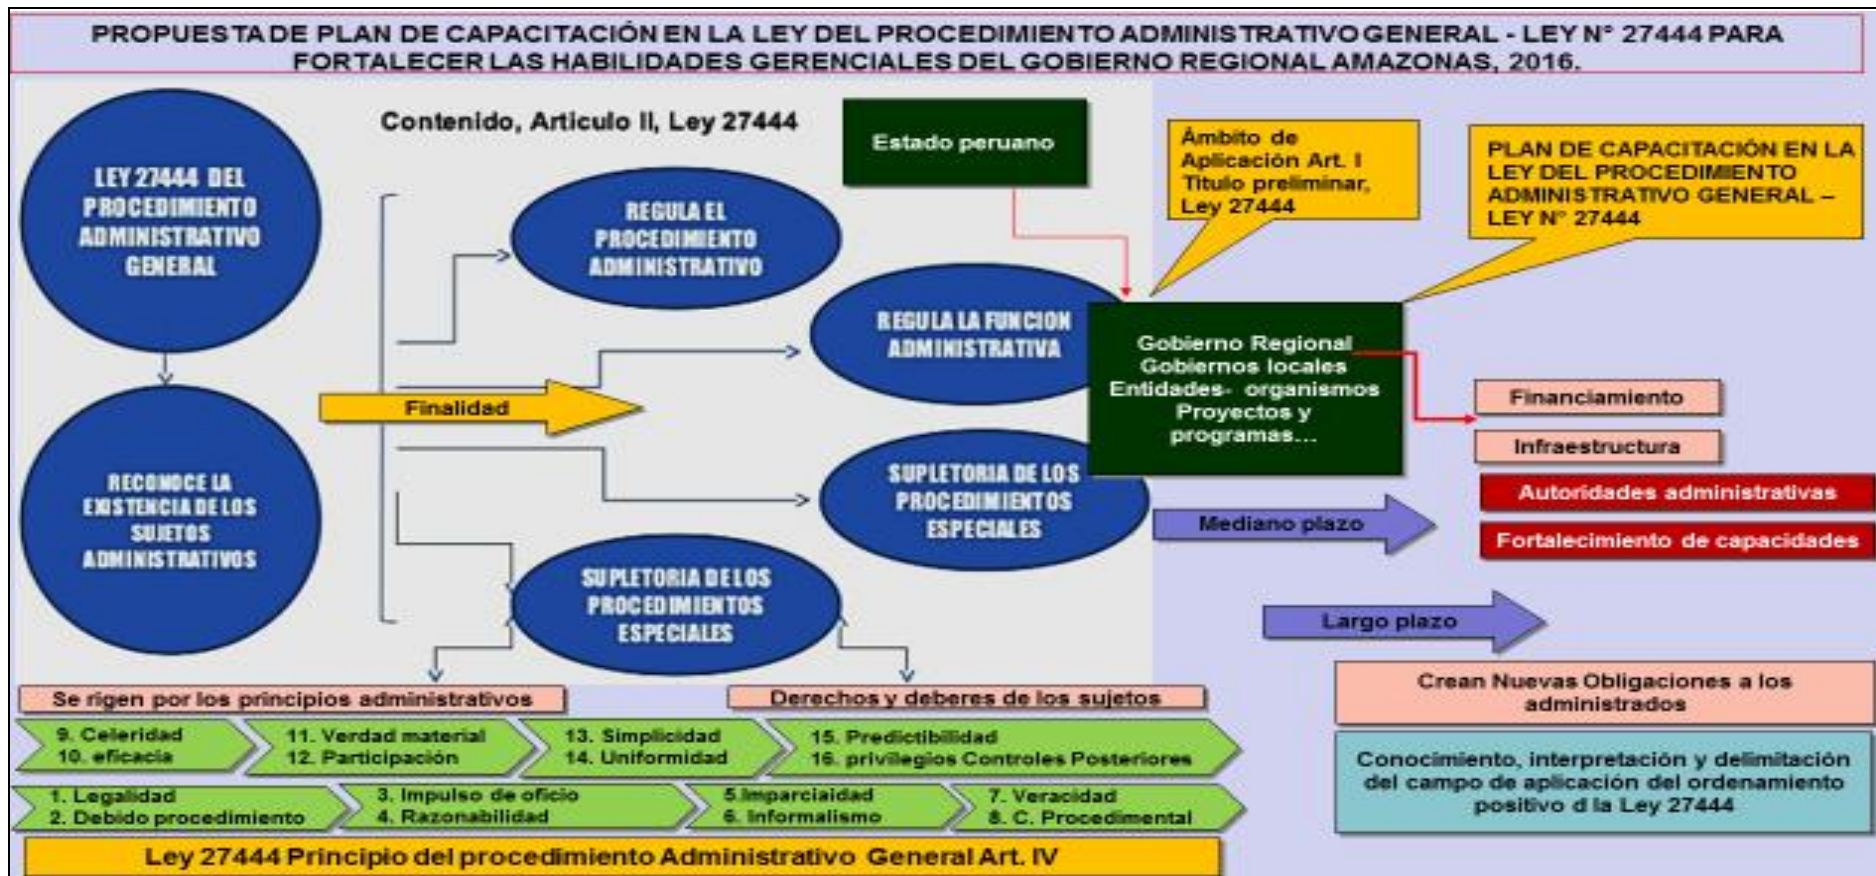 PROPUESTA DE PLAN DE CAPACITACIÓN EN LA LEY DEL PROCEDIMIENTO ADMINISTRATIVO GENERAL - LEY N° 27444 PARA
FORTALECER LAS HABILIDADES GERENCIALES DEL GOBIERNO REGIONAL AMAZONAS, 2016.
Contenido, Articulo II, Ley 27444
LEY 27444 DEL
PROCEDIMIENTO
ADMINISTRATIVO
GENERAL
RECONOCE LA
EXISTENCIA DE LOS
SUJETOS
ADMINISTRATIVOS
Finalidad
REGULA EL
PROCEDIMIENTO
ADMINISTRATIVO
REGULA LA FUNCION
ADMINISTRATIVA
SUPLETORIA DE LOS
PROCEDIMIENTOS
ESPECIALES
SUPLETORIA DE LOS
PROCEDIMIENTOS
ESPECIALES
Estado peruano
Ámbito de
Aplicación Art. I
Titulo preliminar,
Ley 27444
PLAN DE CAPACITACIÓN EN LA
LEY DEL PROCEDIMIENTO
ADMINISTRATIVO GENERAL –
LEY N° 27444
Gobierno Regional
Gobiernos locales
Entidades- organismos
Proyectos y
programas...
Financiamiento
Infraestructura
Autoridades administrativas
Fortalecimiento de capacidades
Mediano plazo
Largo plazo
Crean Nuevas Obligaciones a los
administrados
Conocimiento, interpretación y delimitación
del campo de aplicación del ordenamiento
positivo d la Ley 27444
Se rigen por los principios administrativos
Derechos y deberes de los sujetos
9. Celeridad
10. eficacia
11. Verdad material
12. Participación
13. Simplicidad
14. Uniformidad
15. Predictibilidad
16. privilegios Controles Posteriores
1. Legalidad
2. Debido procedimiento
3. Impulso de oficio
4. Razonabilidad
5.Imparciaidad
6. Informalismo
7. Veracidad
8. C. Procedimental
Ley 27444 Principio del procedimiento Administrativo General Art. IV